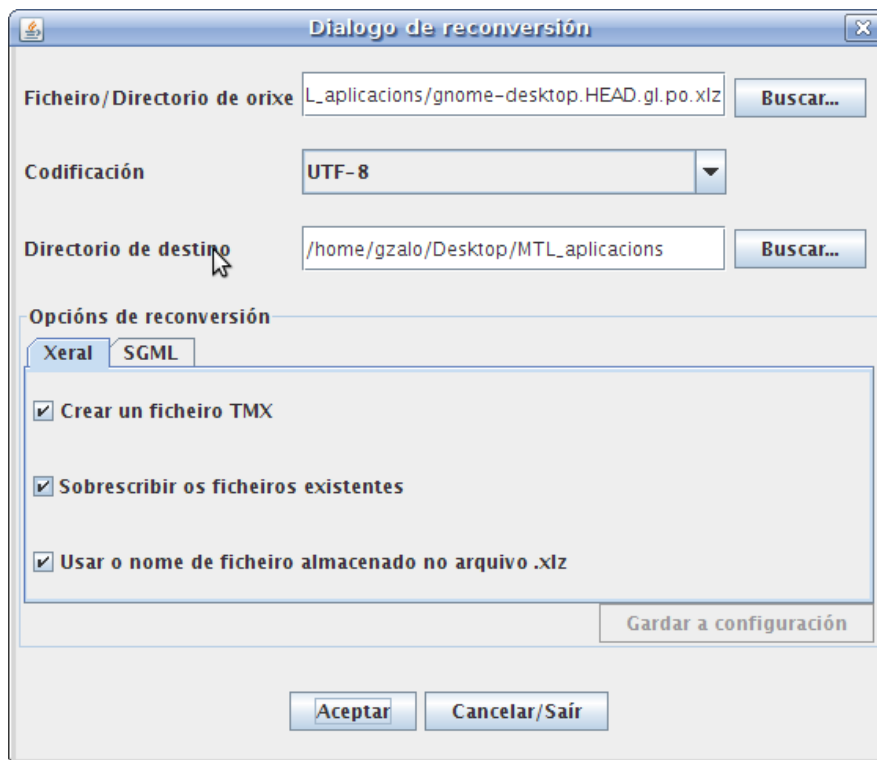 Dialogo de reconversión
Ficheiro/Directorio de orixe L_aplicacions/gnome-desktop.HEAD.gl.po.xlz Buscar...
Codificación UTF-8
Directorio de destino /home/gzalo/Desktop/MTL_aplicacions Buscar...
Opcións de reconversión
Xeral SGML
Crear un ficheiro TMX
Sobrescribir os ficheiros existentes
Usar o nome de ficheiro almacenado no arquivo .xlz
Gardar a configuración
Aceptar Cancelar/Saír